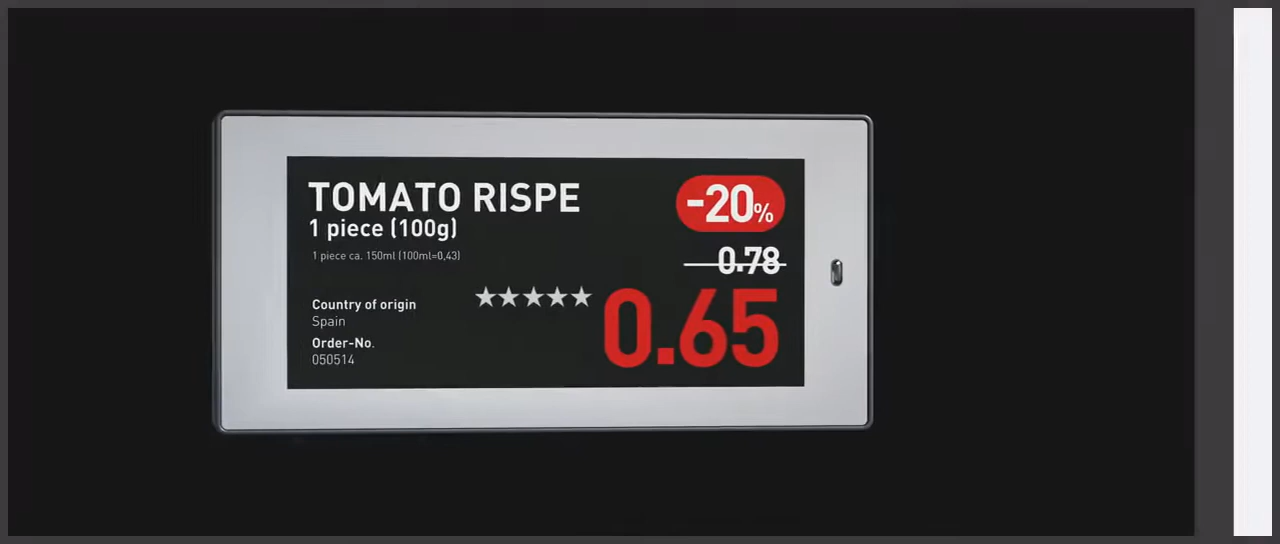 TOMATO RISPE
1 piece (100g)
1 piece ca. 150ml (100ml=0,43)
Country of origin
Spain
Order-No.
050514
★★★★★
-20%
0.78
0.65